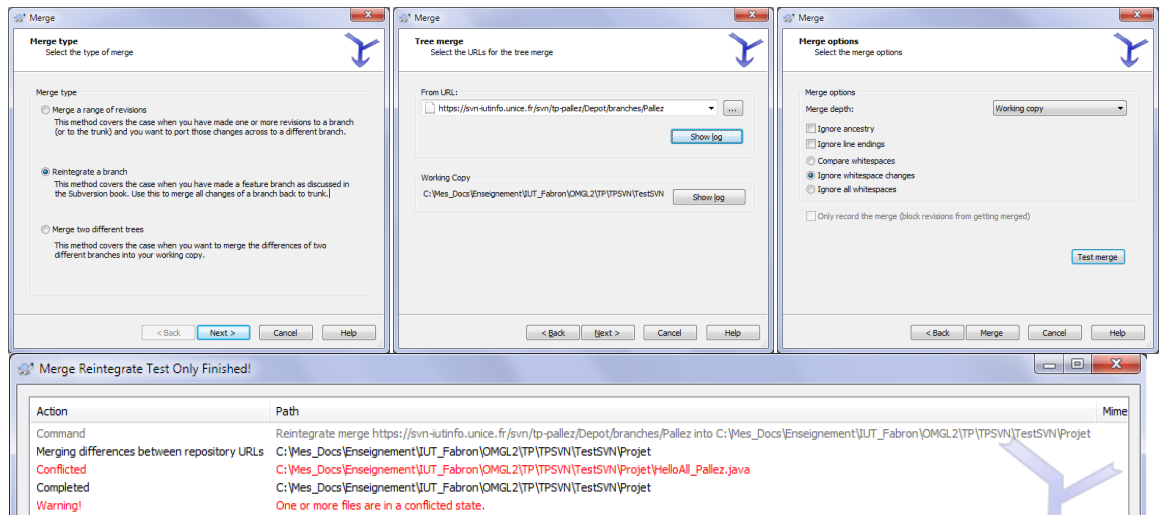 Merge
Merge type
Select the type of merge
Merge type
Merge a range of revisions
This method covers the case when you have made one or more revisions to a branch
(or to the trunk) and you want to port those changes across to a different branch.
Reintegrate a branch
This method covers the case when you have made a feature branch as discussed in
the Subversion book. Use this to merge all changes of a branch back to trunk.
Merge two different trees
This method covers the case when you want to merge the differences of two
different branches into your working copy.
< Back Next > Cancel Help
Merge
Tree merge
Select the URLs for the tree merge
From URL:
https://svn-iutinfo.unice.fr/svn/tp-pallez/Depot/branches/Pallez ...
Show log
Working Copy
C:\Mes_Docs\Enseignement\IUT_Fabron\OMGL2\TP\TPSVN\TestSVN Show log
< Back Next > Cancel Help
Merge
Merge options
Select the merge options
Merge options
Merge depth: Working copy
Ignore ancestry
Ignore line endings
Compare whitespaces
Ignore whitespace changes
Ignore all whitespaces
Only record the merge (block revisions from getting merged)
Test merge
< Back Merge Cancel Help
Merge Reintegrate Test Only Finished!
Action Path Mime
Command Reintegrate merge https://svn-iutinfo.unice.fr/svn/tp-pallez/Depot/branches/Pallez into C:\Mes_Docs\Enseignement\IUT_Fabron\OMGL2\TP\TPSVN\TestSVN\Projet
Merging differences between repository URLs C:\Mes_Docs\Enseignement\IUT_Fabron\OMGL2\TP\TPSVN\TestSVN\Projet
Conflicted C:\Mes_Docs\Enseignement\IUT_Fabron\OMGL2\TP\TPSVN\TestSVN\Projet\HelloAll_Pallez.java
Completed C:\Mes_Docs\Enseignement\IUT_Fabron\OMGL2\TP\TPSVN\TestSVN\Projet
Warning! One or more files are in a conflicted state.